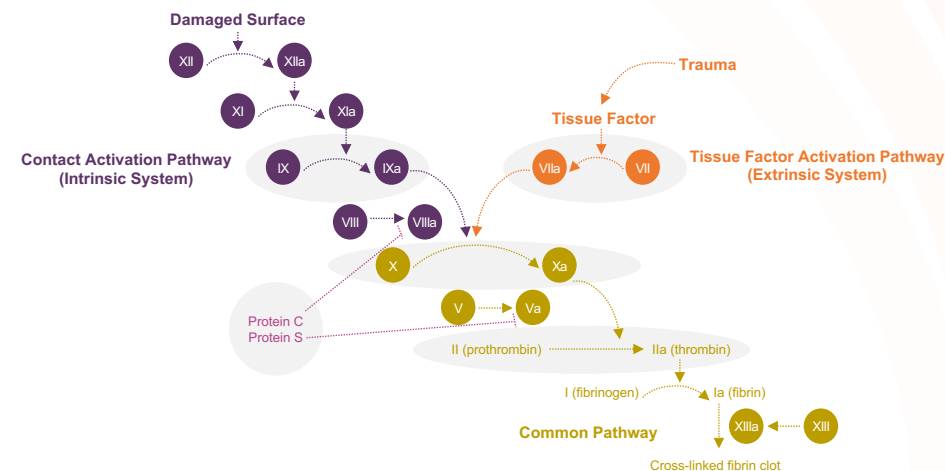 Damaged Surface
XII
XIIa
Trauma
XI
XIa
Tissue Factor
Contact Activation Pathway
(Intrinsic System)
IX
IXa
VIIa
VII
Tissue Factor Activation Pathway
(Extrinsic System)
VIII
VIIIa
X
Xa
V
Va
Protein C
Protein S
II (prothrombin)
IIa (thrombin)
I (fibrinogen)
Ia (fibrin)
Common Pathway
XIIIa
XIII
Cross-linked fibrin clot